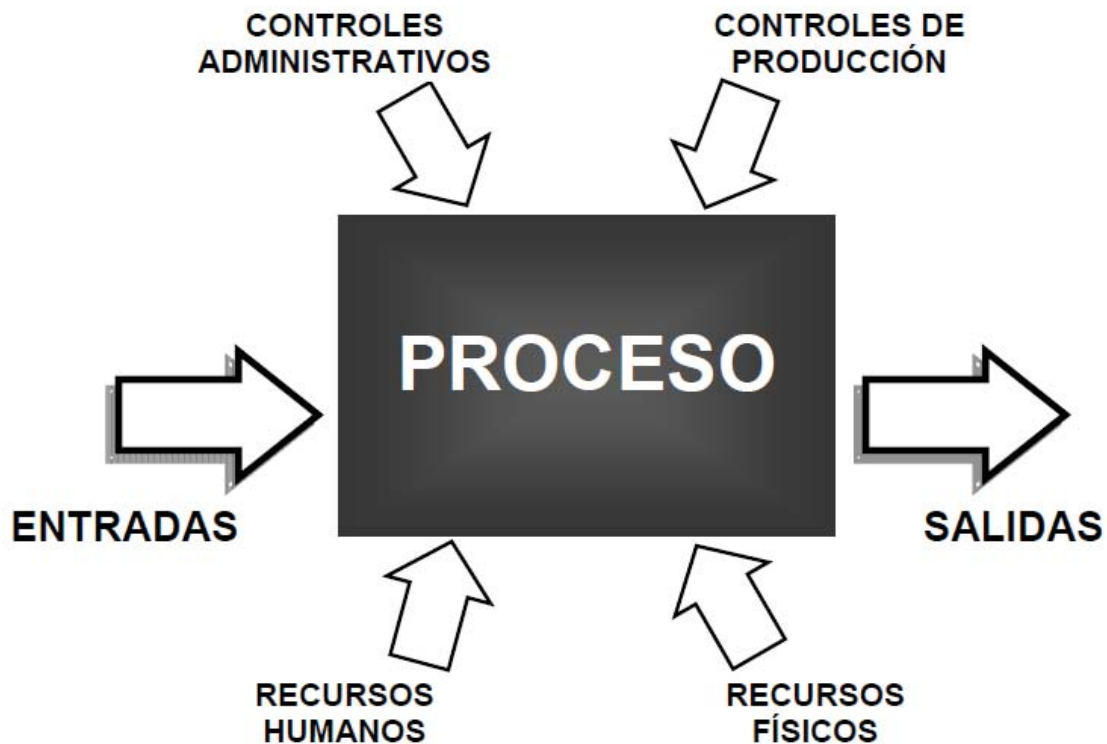 CONTROLES
ADMINISTRATIVOS
CONTROLES DE
PRODUCCIÓN
PROCESO
ENTRADAS
SALIDAS
RECURSOS
HUMANOS
RECURSOS
FÍSICOS